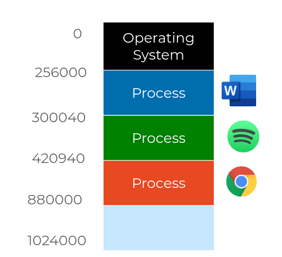 0
Operating
System
256000
Process
W
300040
Process
420940
Process
880000
1024000